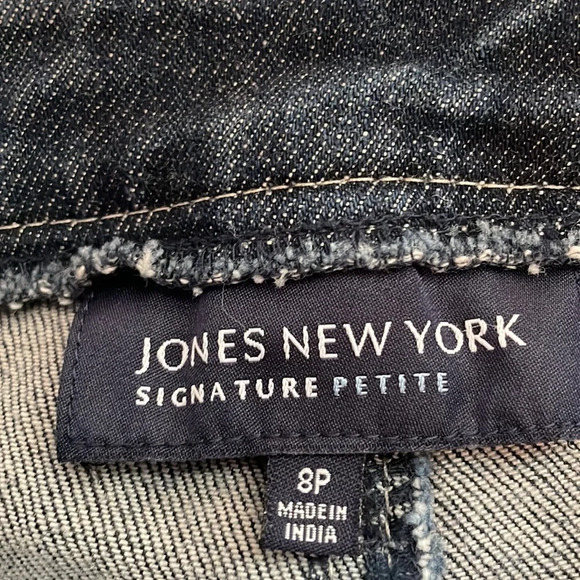 JONES NEW YORK
SIGNATURE PETITE
8P
MADE IN
INDIA